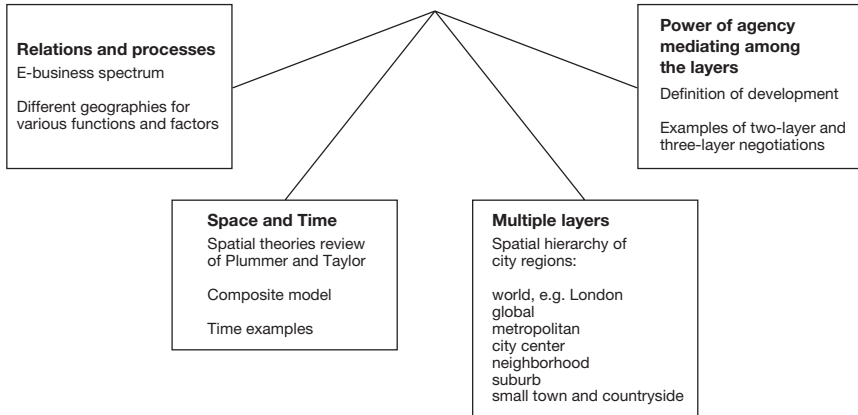 Relations and processes
E-business spectrum
Different geographies for
various functions and factors
Power of agency
mediating among
the layers
Definition of development
Examples of two-layer and
three-layer negotiations
Space and Time
Spatial theories review
of Plummer and Taylor
Composite model
Time examples
Multiple layers
Spatial hierarchy of
city regions:
world, e.g. London
global
metropolitan
city center
neighborhood
suburb
small town and countryside